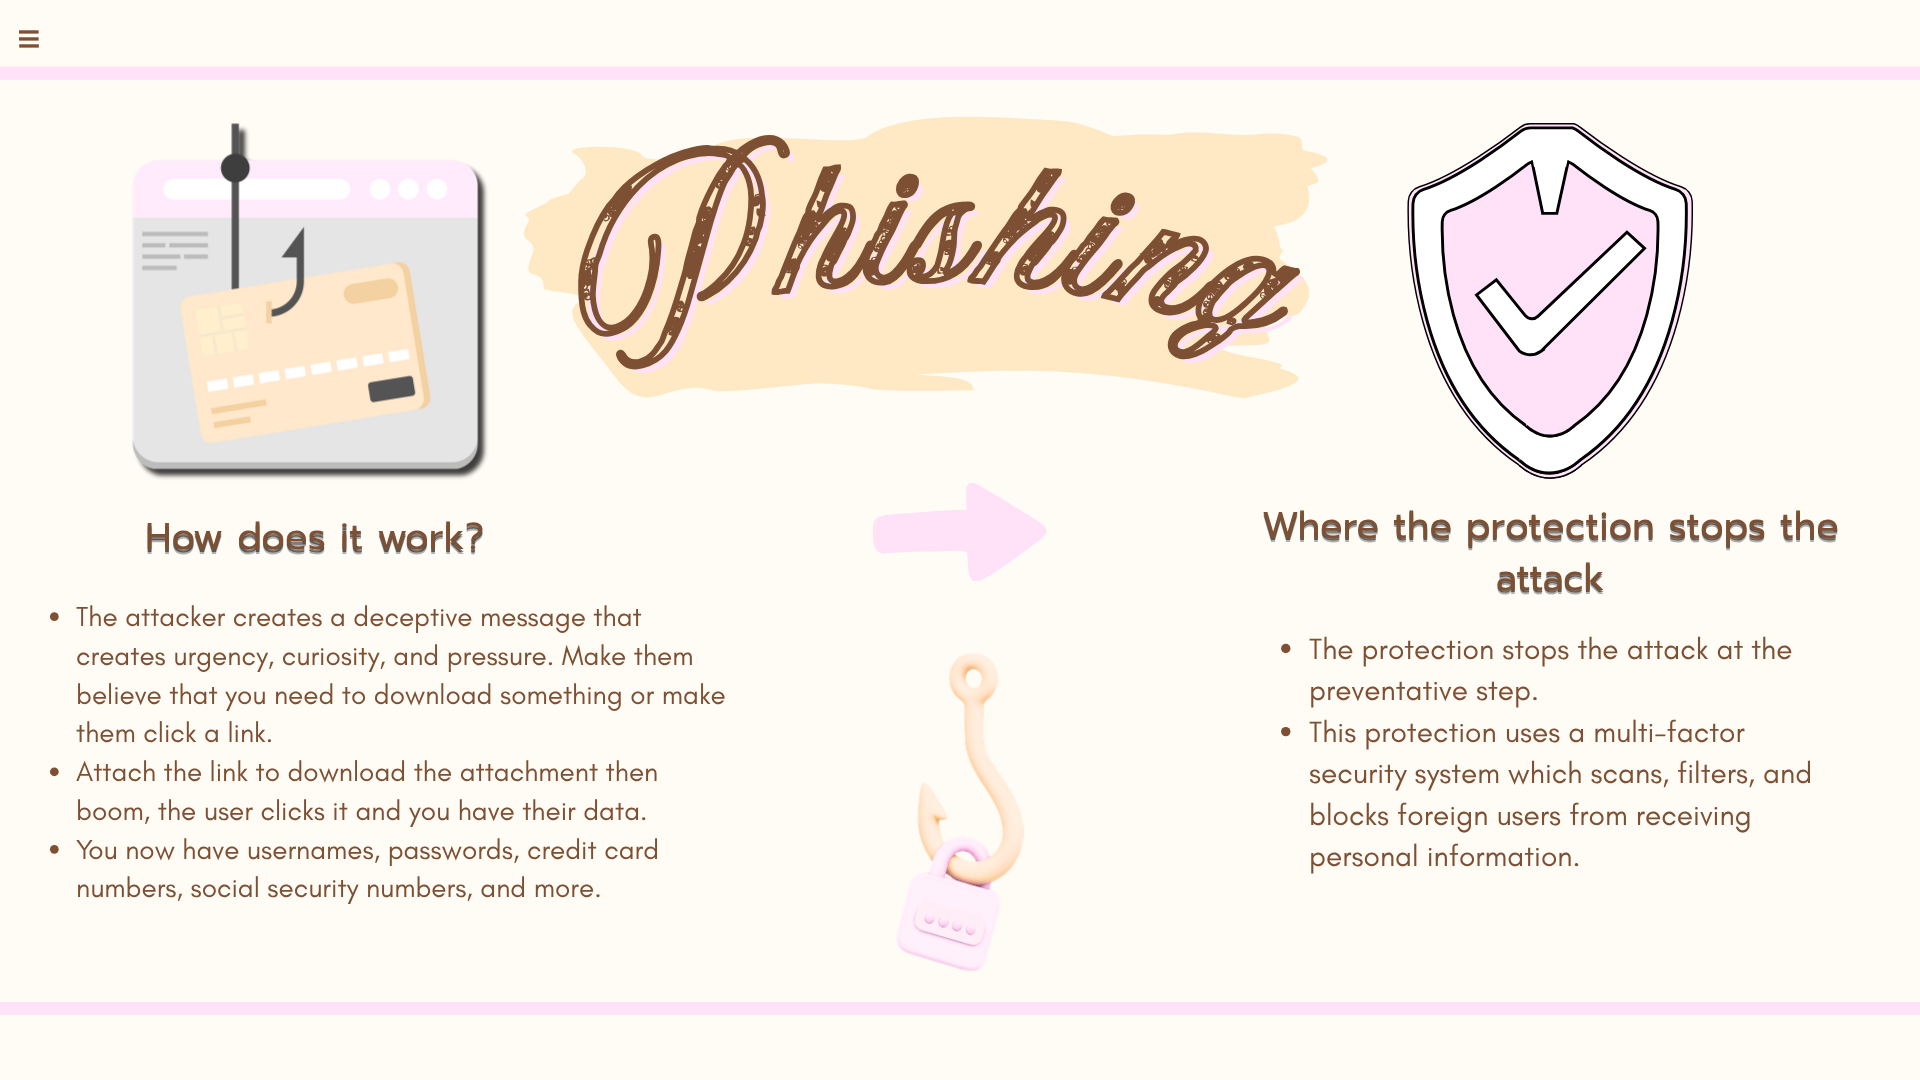 Phishing
How does it work?
• The attacker creates a deceptive message that
creates urgency, curiosity, and pressure. Make them
believe that you need to download something or make
them click a link.
• Attach the link to download the attachment then
boom, the user clicks it and you have their data.
• You now have usernames, passwords, credit card
numbers, social security numbers, and more.
Where the protection stops the
attack
• The protection stops the attack at the
preventative step.
• This protection uses a multi-factor
security system which scans, filters, and
blocks foreign users from receiving
personal information.